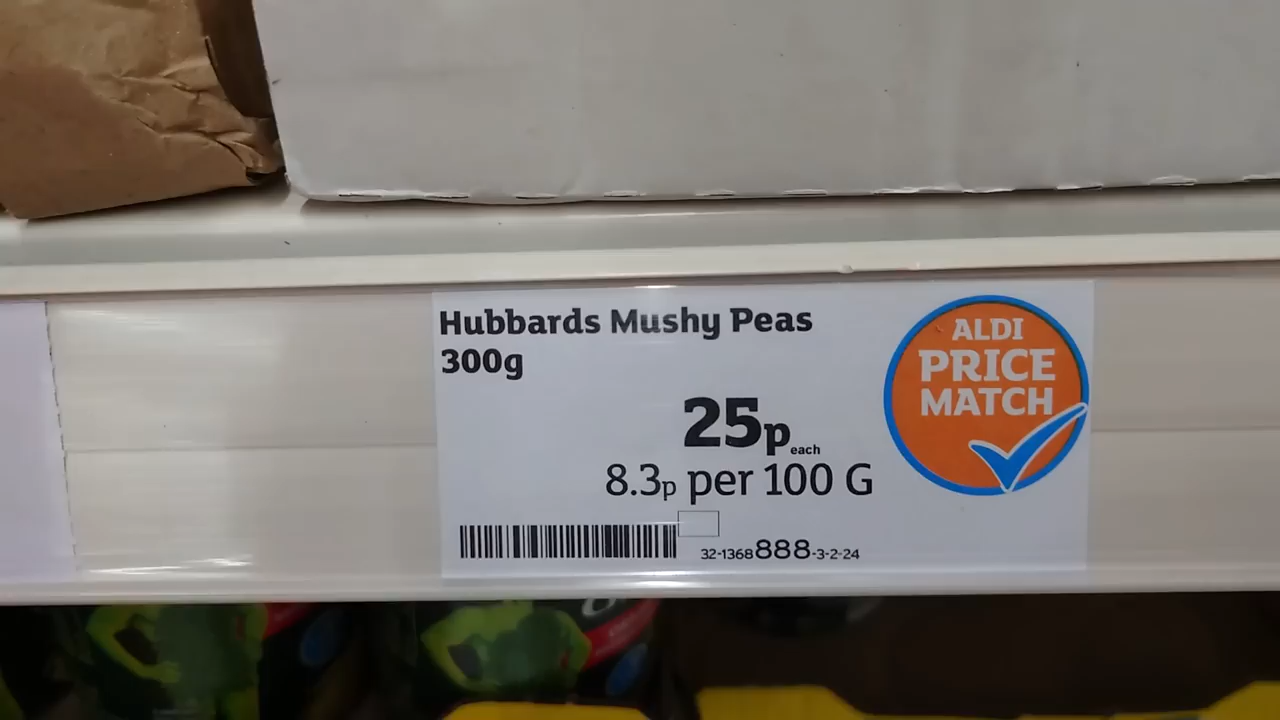 Hubbards Mushy Peas
300g
25p each
8.3p per 100 G
32-1368888-3-2-24
ALDI
PRICE
MATCH